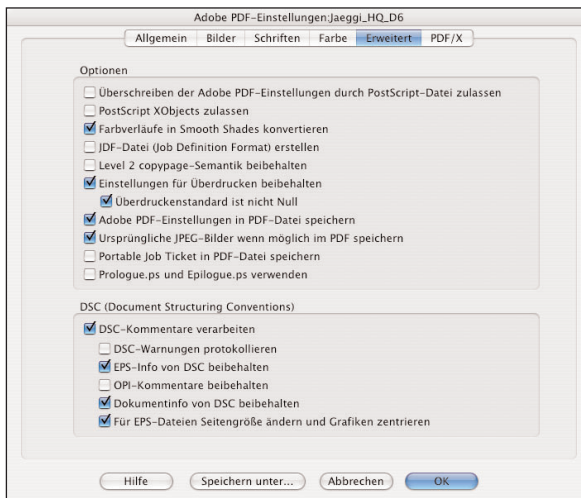 Adobe PDF-Einstellungen:Jaeggi_HQ_D6
Allgemein Bilder Schriften Farbe Erweitert PDF/X
Optionen
Überschreiben der Adobe PDF-Einstellungen durch PostScript-Datei zulassen
PostScript XObjects zulassen
Farbverläufe in Smooth Shades konvertieren
JDF-Datei (Job Definition Format) erstellen
Level 2 copypage-Semantik beibehalten
Einstellungen für Überdrucken beibehalten
Überdruckenstandard ist nicht Null
Adobe PDF-Einstellungen in PDF-Datei speichern
Ursprüngliche JPEG-Bilder wenn möglich im PDF speichern
Portable Job Ticket in PDF-Datei speichern
Prologue.ps und Epilogue.ps verwenden
DSC (Document Structuring Conventions)
DSC-Kommentare verarbeiten
DSC-Warnungen protokollieren
EPS-Info von DSC beibehalten
OPI-Kommentare beibehalten
Dokumentinfo von DSC beibehalten
Für EPS-Dateien Seitengröße ändern und Grafiken zentrieren
Hilfe Speichern unter... Abbrechen OK